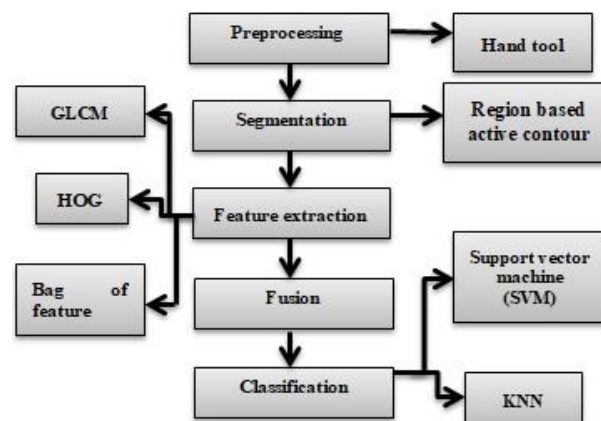 Preprocessing
Hand tool
GLCM
Segmentation
Region based
active contour
HOG
Feature extraction
Bag of
feature
Fusion
Support vector
machine
(SVM)
Classification
KNN